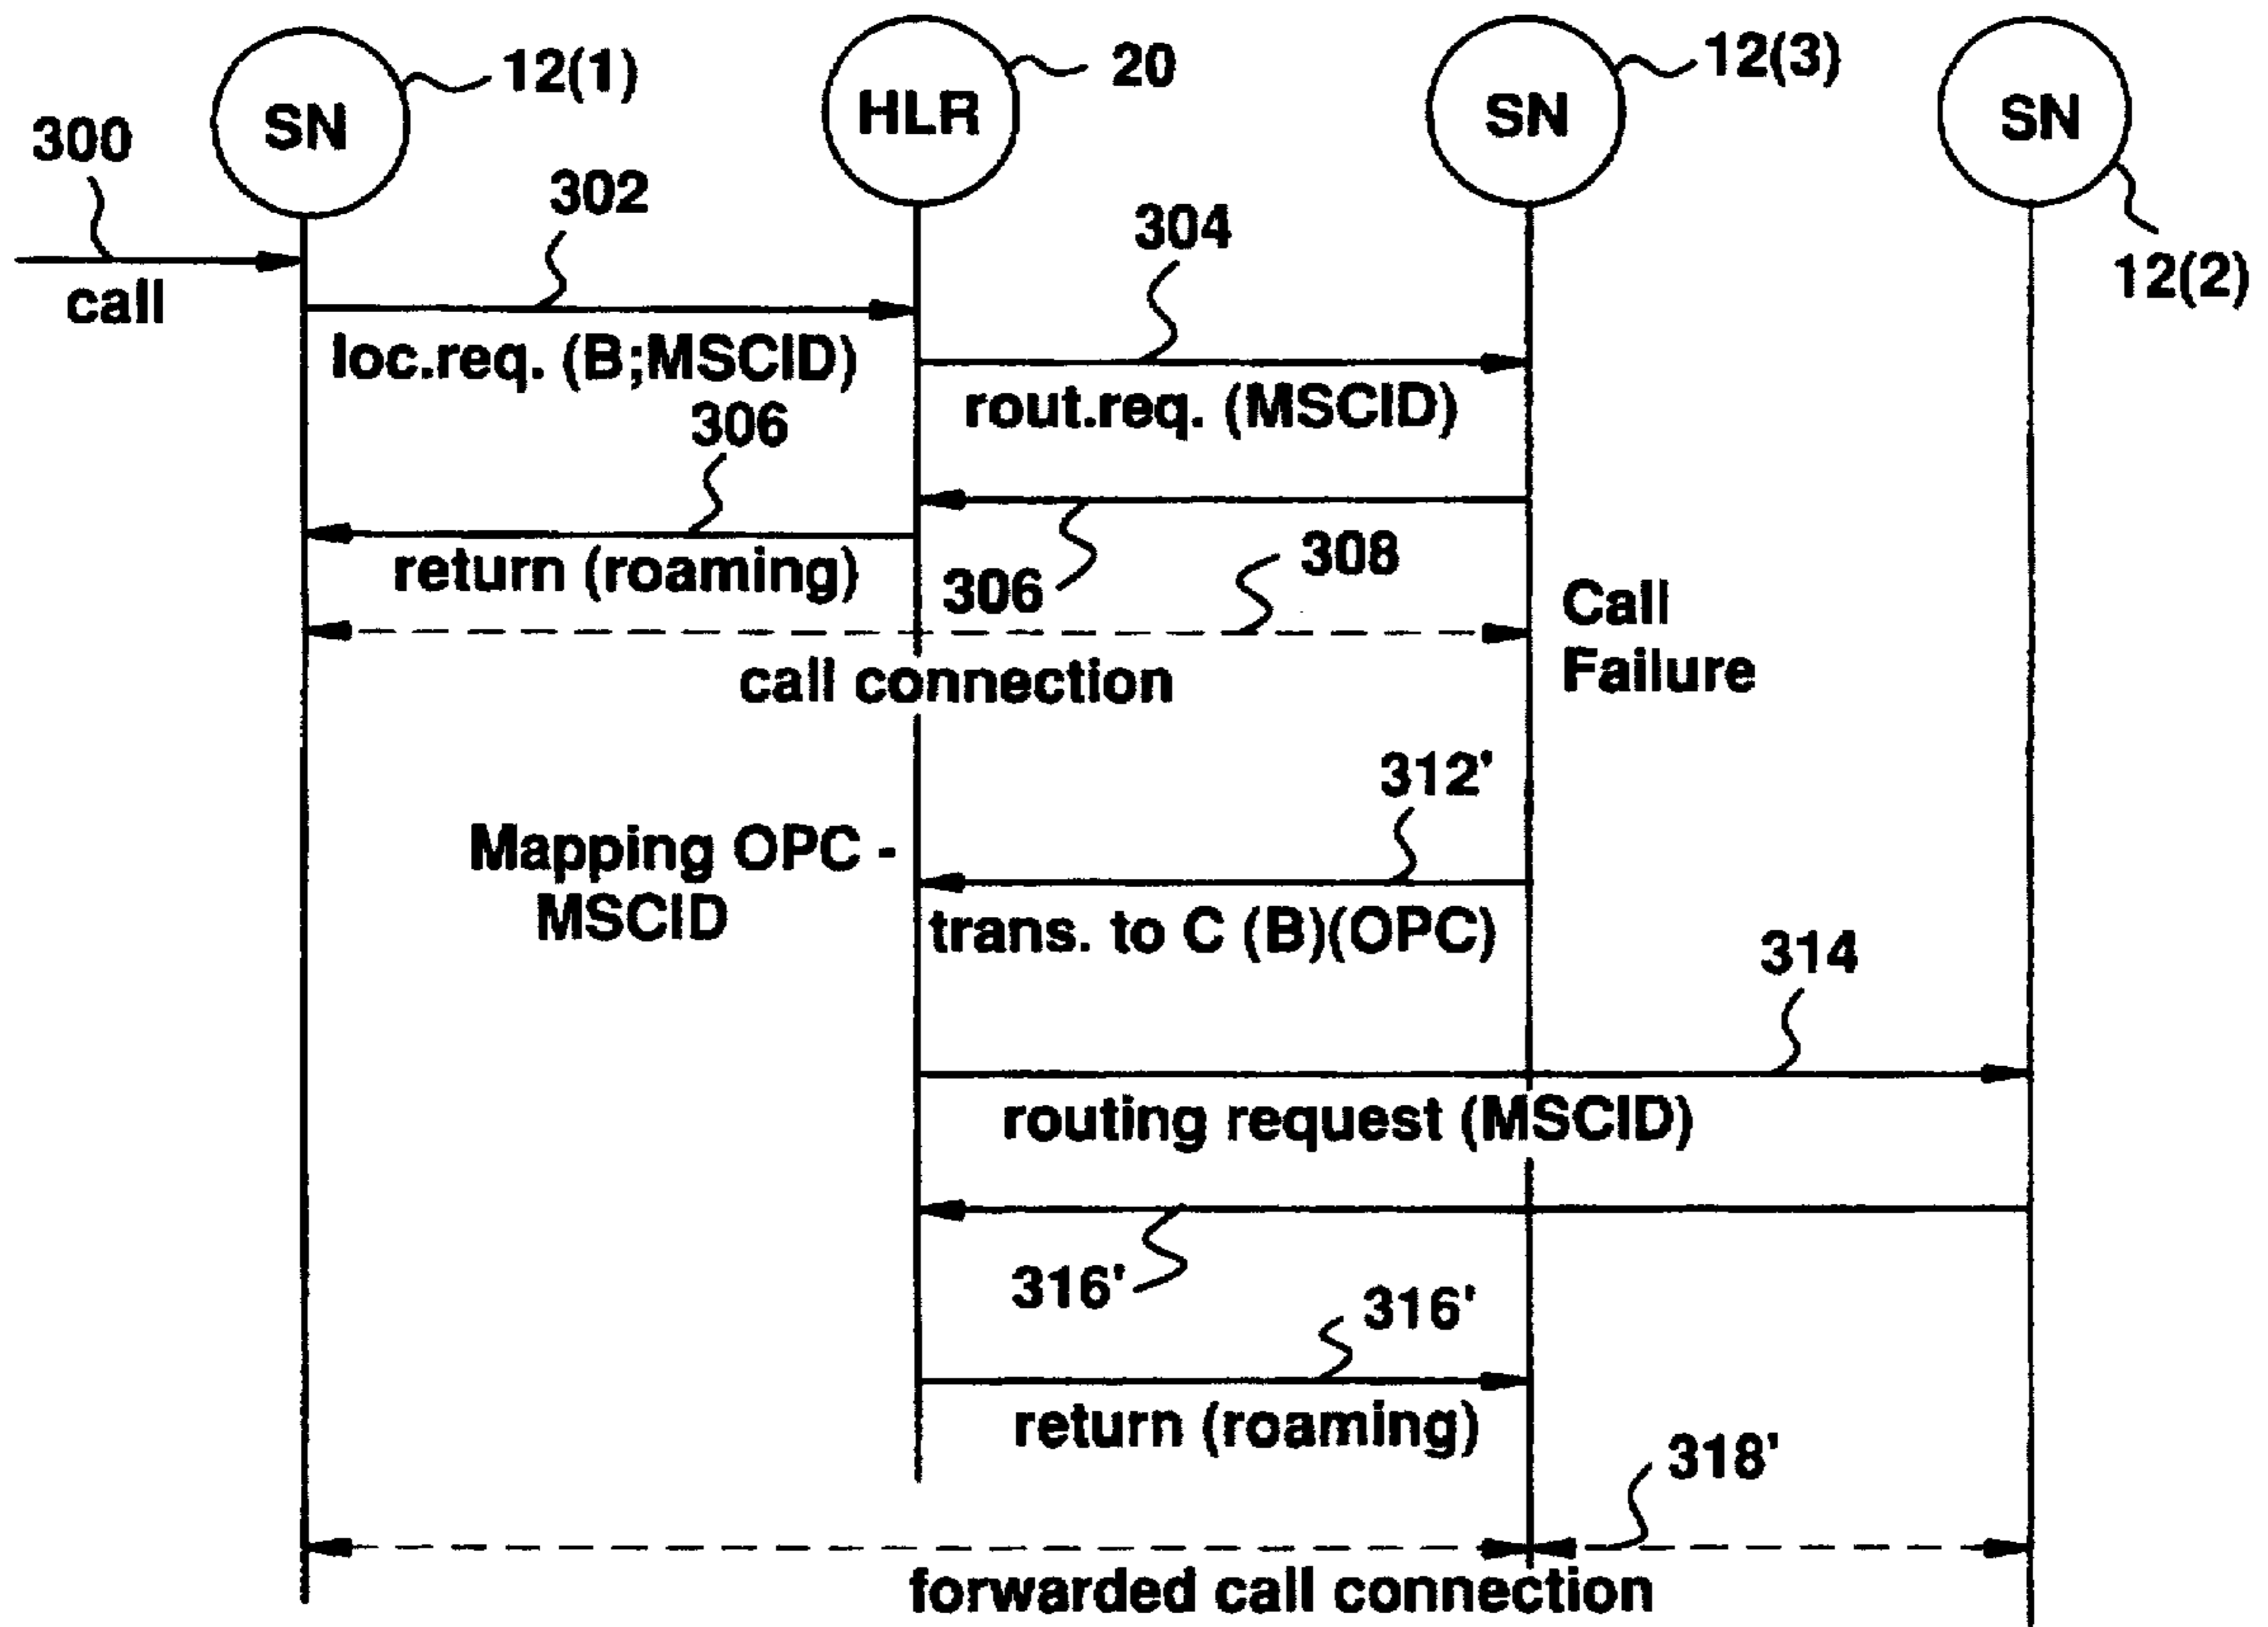 SN
12(1)
HLR
20
SN
12(3)
SN
12(2)
300
call
302
loc.req. (B;MSCID)
304
rout.req. (MSCID)
306
return (roaming)
306
308
call connection
Call
Failure
312'
Mapping OPC -
MSCID
trans. to C (B)(OPC)
314
routing request (MSCID)
316'
316'
return (roaming)
318'
forwarded call connection